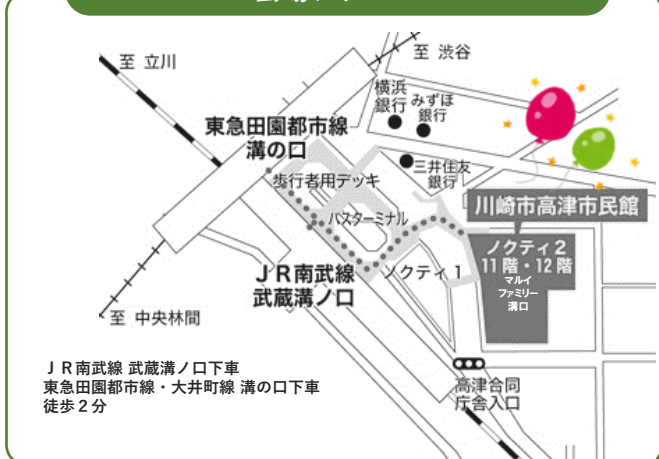 至 立川
至 渋谷
横浜
銀行
みずほ
銀行
東急田園都市線
溝の口
三井住友
銀行
歩行者用デッキ
川崎市高津市民館
バスターミナル
ノクティ2
11階・12階
マルイ
ファミリー
溝口
JR南武線
武蔵溝ノ口
ノクティ1
至 中央林間
JR南武線 武蔵溝ノ口下車
東急田園都市線・大井町線 溝の口下車
徒歩2分
高津合同
庁舎入口